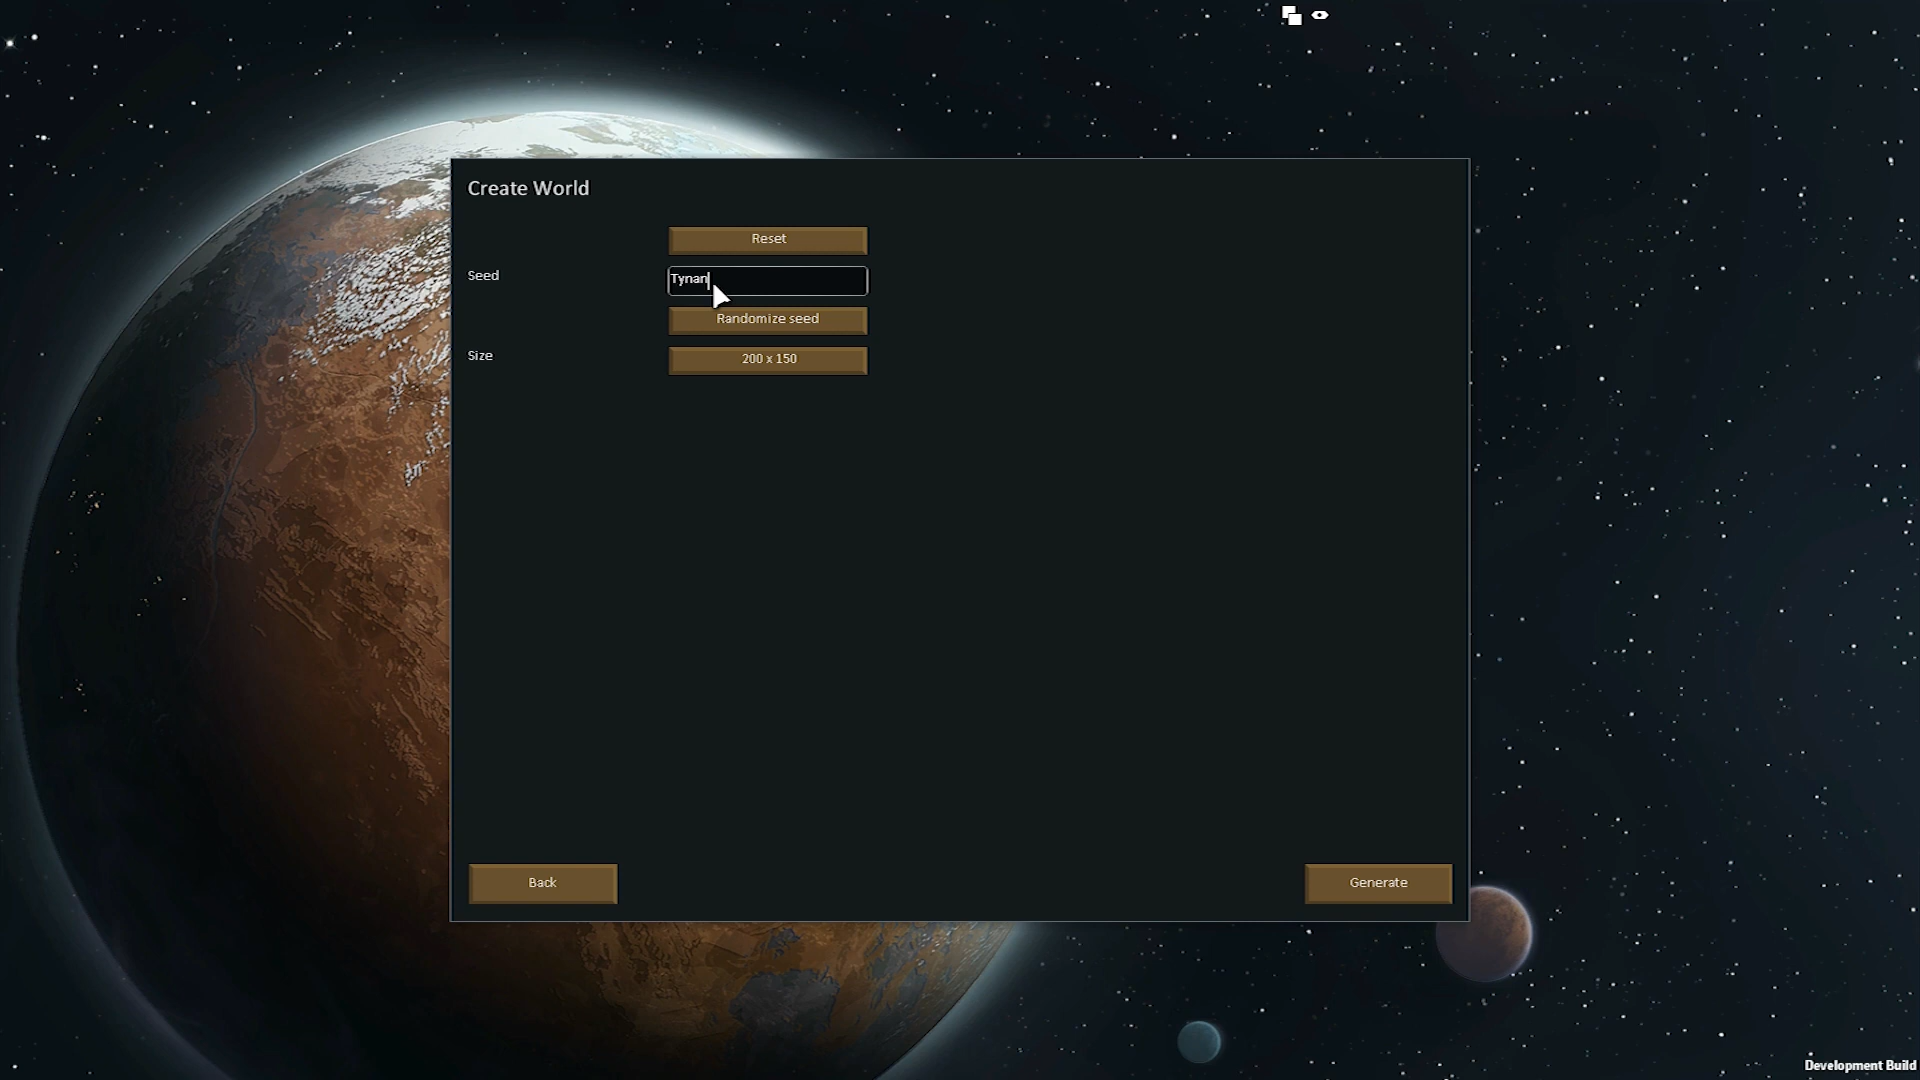 Create World
Reset
Seed
Tynan
Randomize seed
Size
200 x 150
Back
Generate
Development Build